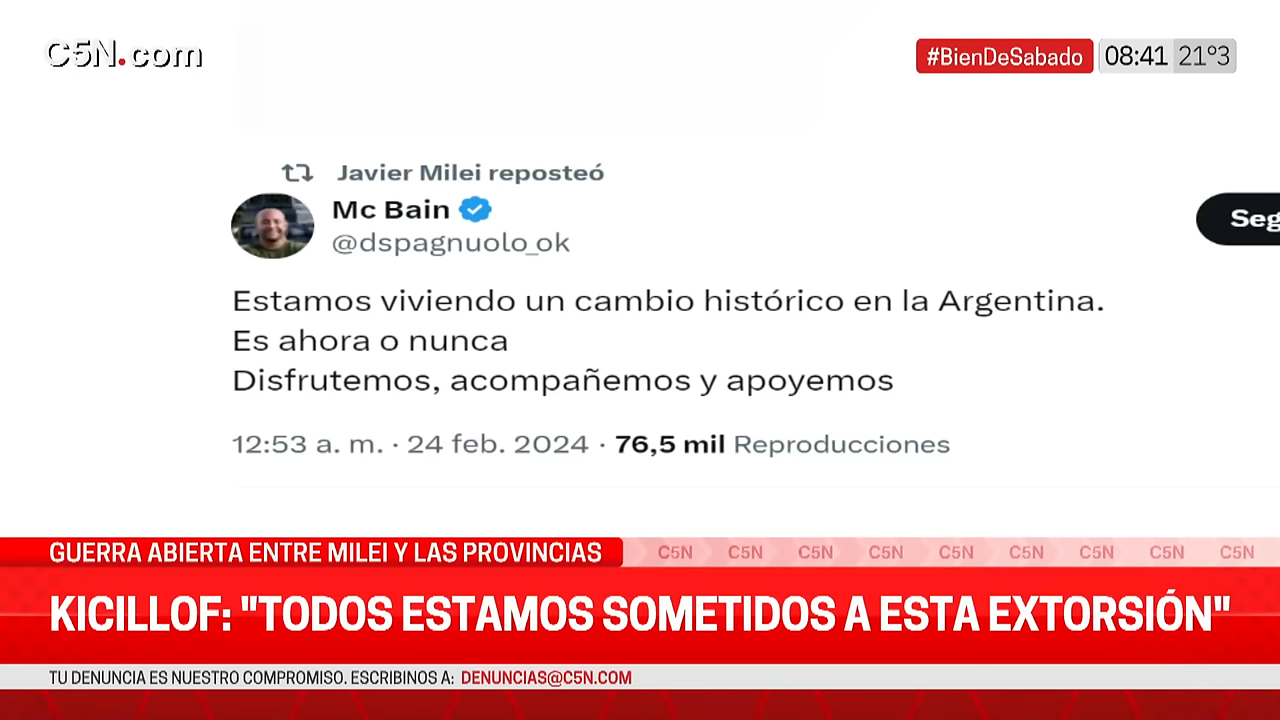 C5N.com
#BienDeSabado 08:41 21º3
Javier Milei reposteó
Mc Bain
@dspagnuolo_ok
Seg
Estamos viviendo un cambio histórico en la Argentina.
Es ahora o nunca
Disfrutemos, acompañemos y apoyemos
12:53 a. m. · 24 feb. 2024 · 76,5 mil Reproducciones
GUERRA ABIERTA ENTRE MILEI Y LAS PROVINCIAS
C5N C5N C5N C5N C5N C5N C5N C5N C5N
KICILLOF: "TODOS ESTAMOS SOMETIDOS A ESTA EXTORSIÓN"
TU DENUNCIA ES NUESTRO COMPROMISO. ESCRIBINOS A: DENUNCIAS@C5N.COM